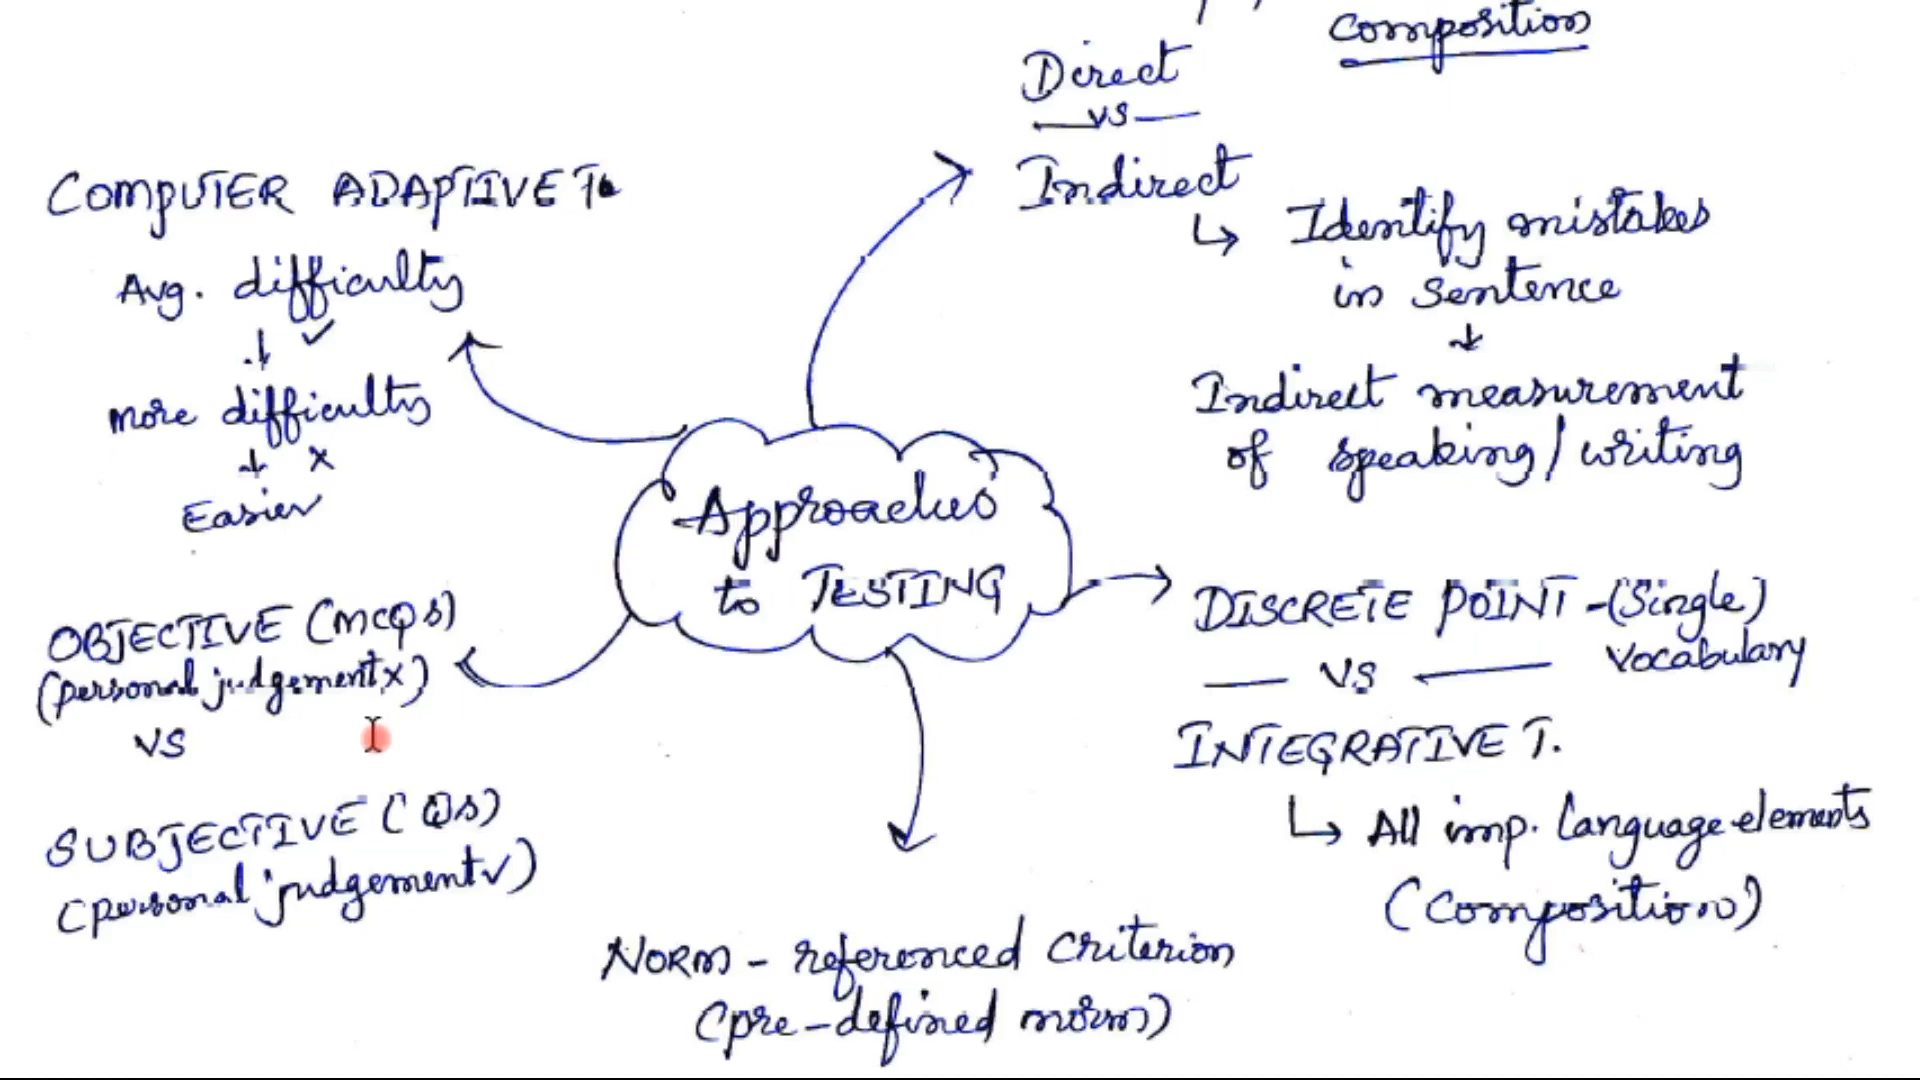 Composition
Direct
VS
Indirect
↳ Identify mistakes
in sentence
↓
Indirect measurement
of speaking/writing
COMPUTER ADAPTIVE T.
Avg. difficulty
↓ ✓
More difficulty
↓ x
Easier
Approaches
to TESTING
DISCRETE POINT - (Single)
Vocabulary
VS
INTEGRATIVE T.
↳ All imp. language elements
(Composition)
OBJECTIVE (MCQs)
(personal judgement x)
VS
SUBJECTIVE (Qs)
(personal judgement ✓)
NORM - referenced Criterion
(pre-defined norm)